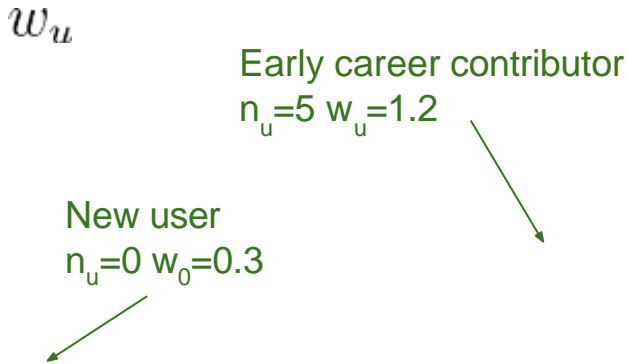 w_u
Early career contributor
n_u=5 w_u=1.2
New user
n_u=0 w_0=0.3